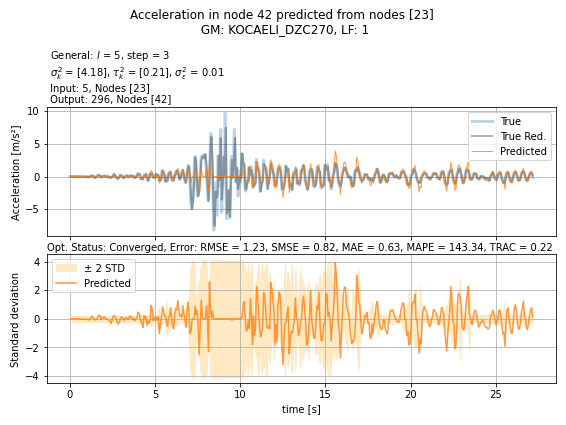 Acceleration in node 42 predicted from nodes [23]
GM: KOCAELI_DZC270, LF: 1
General: l = 5, step = 3
σ²ₖ = [4.18], τ²ₖ = [0.21], σ²ε = 0.01
Input: 5, Nodes [23]
Output: 296, Nodes [42]
10
5
0
−5
Acceleration [m/s²]
True
True Red.
Predicted
Opt. Status: Converged, Error: RMSE = 1.23, SMSE = 0.82, MAE = 0.63, MAPE = 143.34, TRAC = 0.22
4
2
0
−2
−4
Standard deviation
± 2 STD
Predicted
0 5 10 15 20 25
time [s]